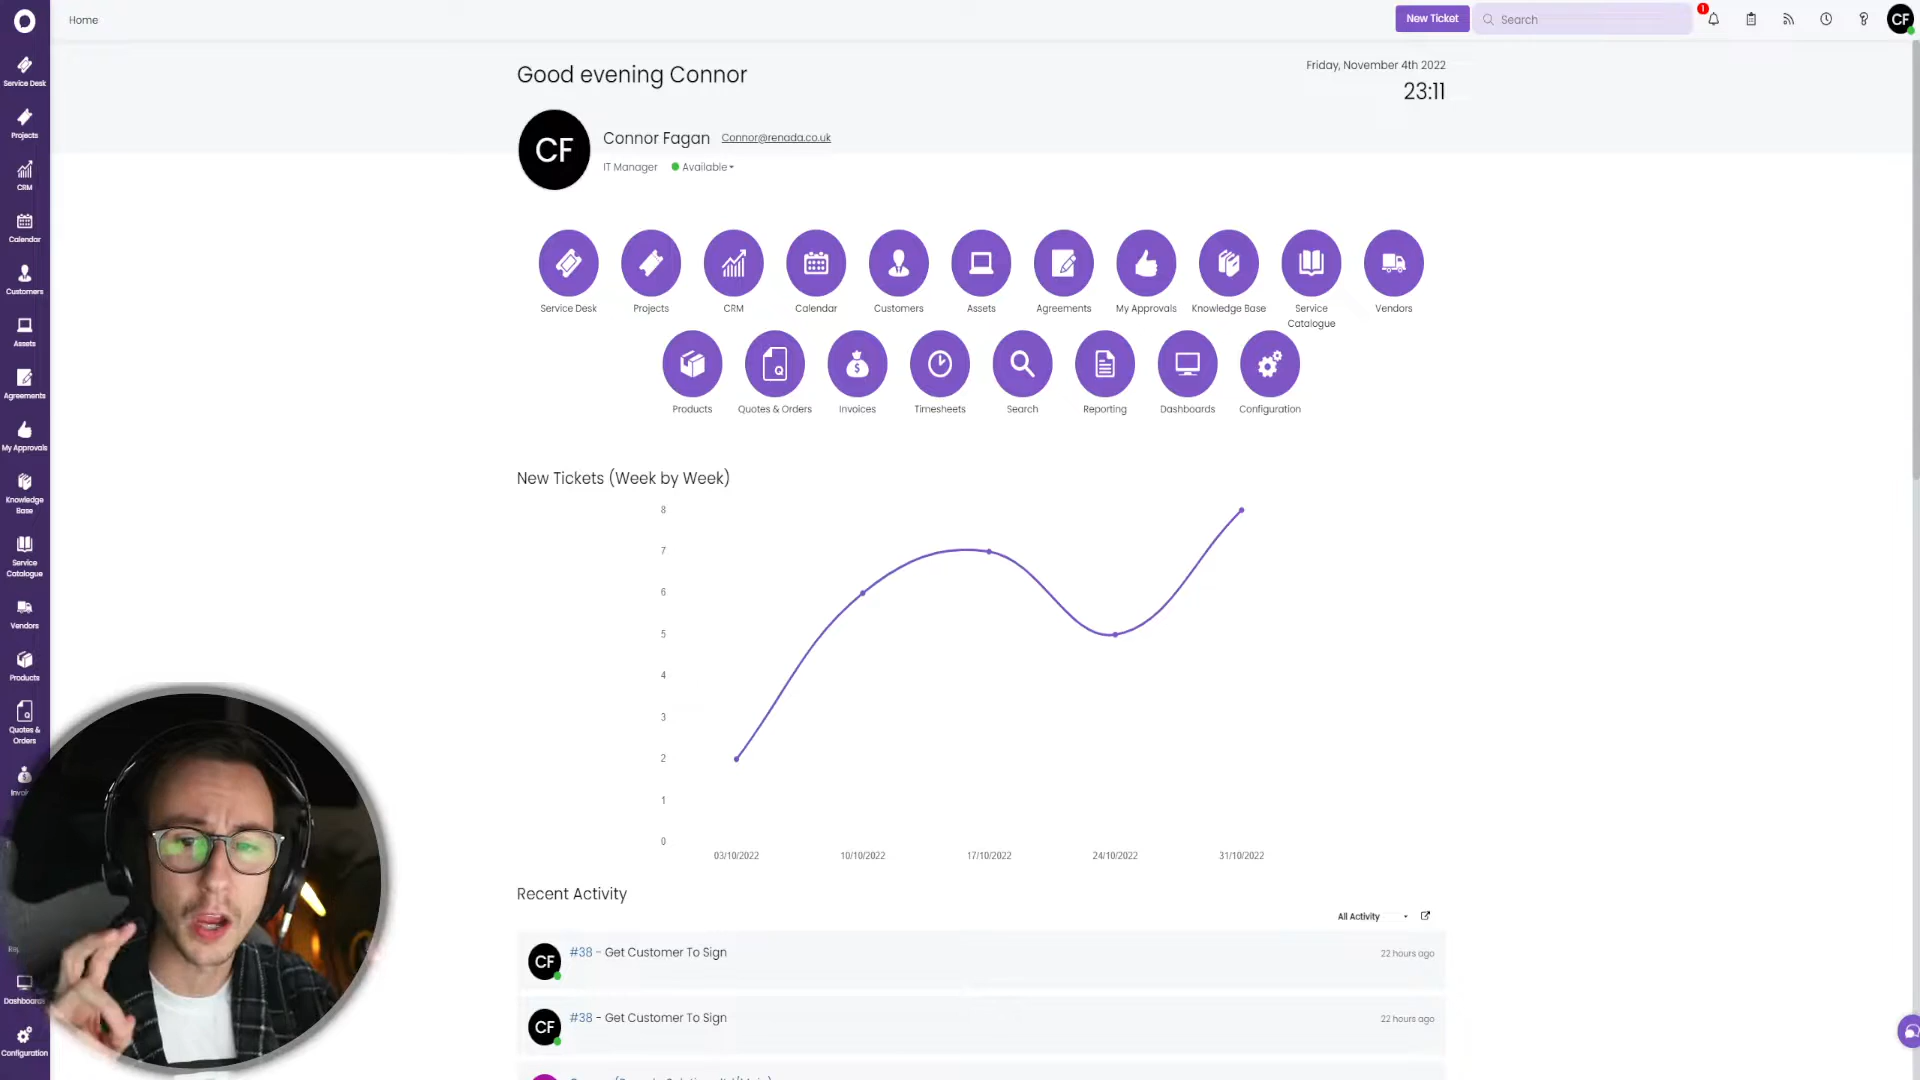 Home
New Ticket
Search
1
CF
Service Desk
Projects
CRM
Calendar
Customers
Assets
Agreements
My Approvals
Knowledge
Base
Service
Catalogue
Vendors
Products
Quotes &
Orders
Configuration
Good evening Connor
Friday, November 4th 2022
23:11
CF
Connor Fagan
Connor@renada.co.uk
IT Manager
Available
Service Desk
Projects
CRM
Calendar
Customers
Assets
Agreements
My Approvals
Knowledge Base
Service
Catalogue
Vendors
Products
Quotes & Orders
Invoices
Timesheets
Search
Reporting
Dashboards
Configuration
New Tickets (Week by Week)
8
7
6
5
4
3
2
1
0
03/10/2022
10/10/2022
17/10/2022
24/10/2022
31/10/2022
Recent Activity
All Activity
CF
#38 - Get Customer To Sign
22 hours ago
CF
#38 - Get Customer To Sign
22 hours ago